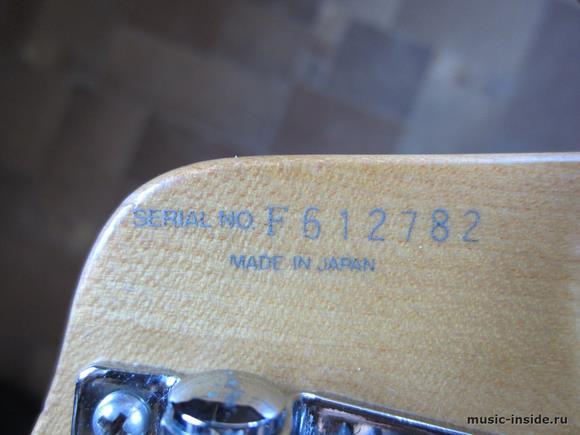 SERIAL NO. F 612782
MADE IN JAPAN
music-inside.ru